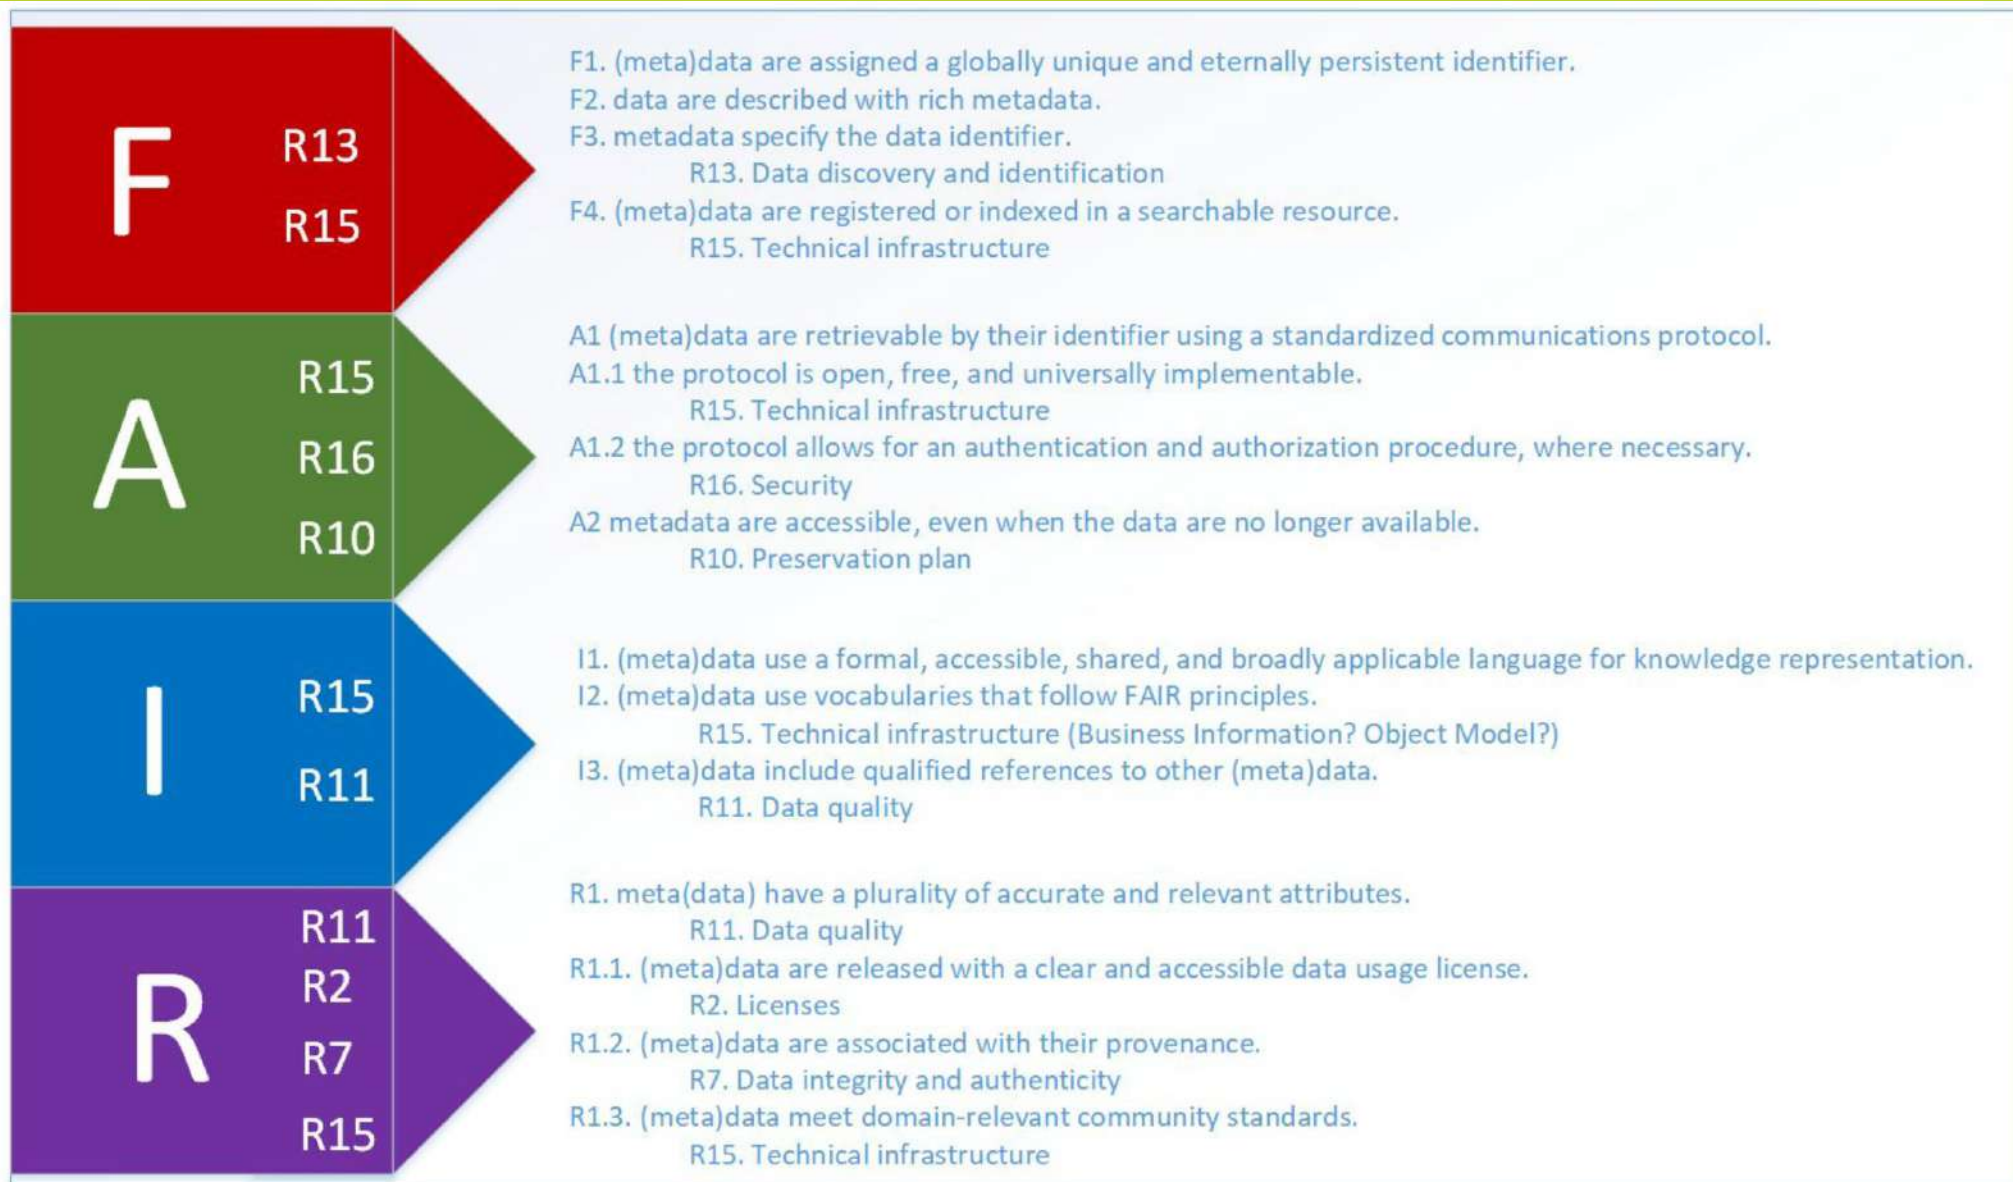 F
R13
R15
F1. (meta)data are assigned a globally unique and eternally persistent identifier.
F2. data are described with rich metadata.
F3. metadata specify the data identifier.
R13. Data discovery and identification
F4. (meta)data are registered or indexed in a searchable resource.
R15. Technical infrastructure
A
R15
R16
R10
A1 (meta)data are retrievable by their identifier using a standardized communications protocol.
A1.1 the protocol is open, free, and universally implementable.
R15. Technical infrastructure
A1.2 the protocol allows for an authentication and authorization procedure, where necessary.
R16. Security
A2 metadata are accessible, even when the data are no longer available.
R10. Preservation plan
I
R15
R11
I1. (meta)data use a formal, accessible, shared, and broadly applicable language for knowledge representation.
I2. (meta)data use vocabularies that follow FAIR principles.
R15. Technical infrastructure (Business Information? Object Model?)
I3. (meta)data include qualified references to other (meta)data.
R11. Data quality
R
R11
R2
R7
R15
R1. meta(data) have a plurality of accurate and relevant attributes.
R11. Data quality
R1.1. (meta)data are released with a clear and accessible data usage license.
R2. Licenses
R1.2. (meta)data are associated with their provenance.
R7. Data integrity and authenticity
R1.3. (meta)data meet domain-relevant community standards.
R15. Technical infrastructure